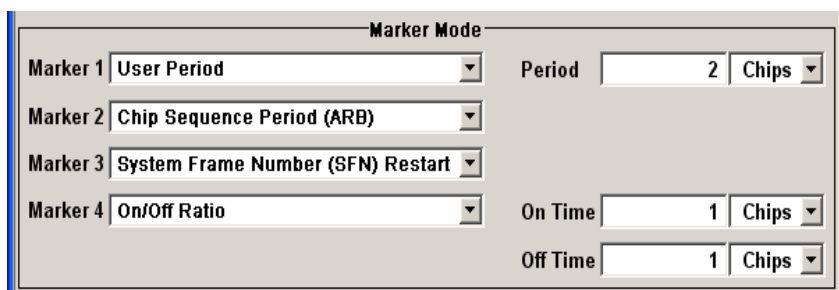 Marker Mode
Marker 1 User Period Period 2 Chips
Marker 2 Chip Sequence Period (ARB)
Marker 3 System Frame Number (SFN) Restart
Marker 4 On/Off Ratio On Time 1 Chips
Off Time 1 Chips